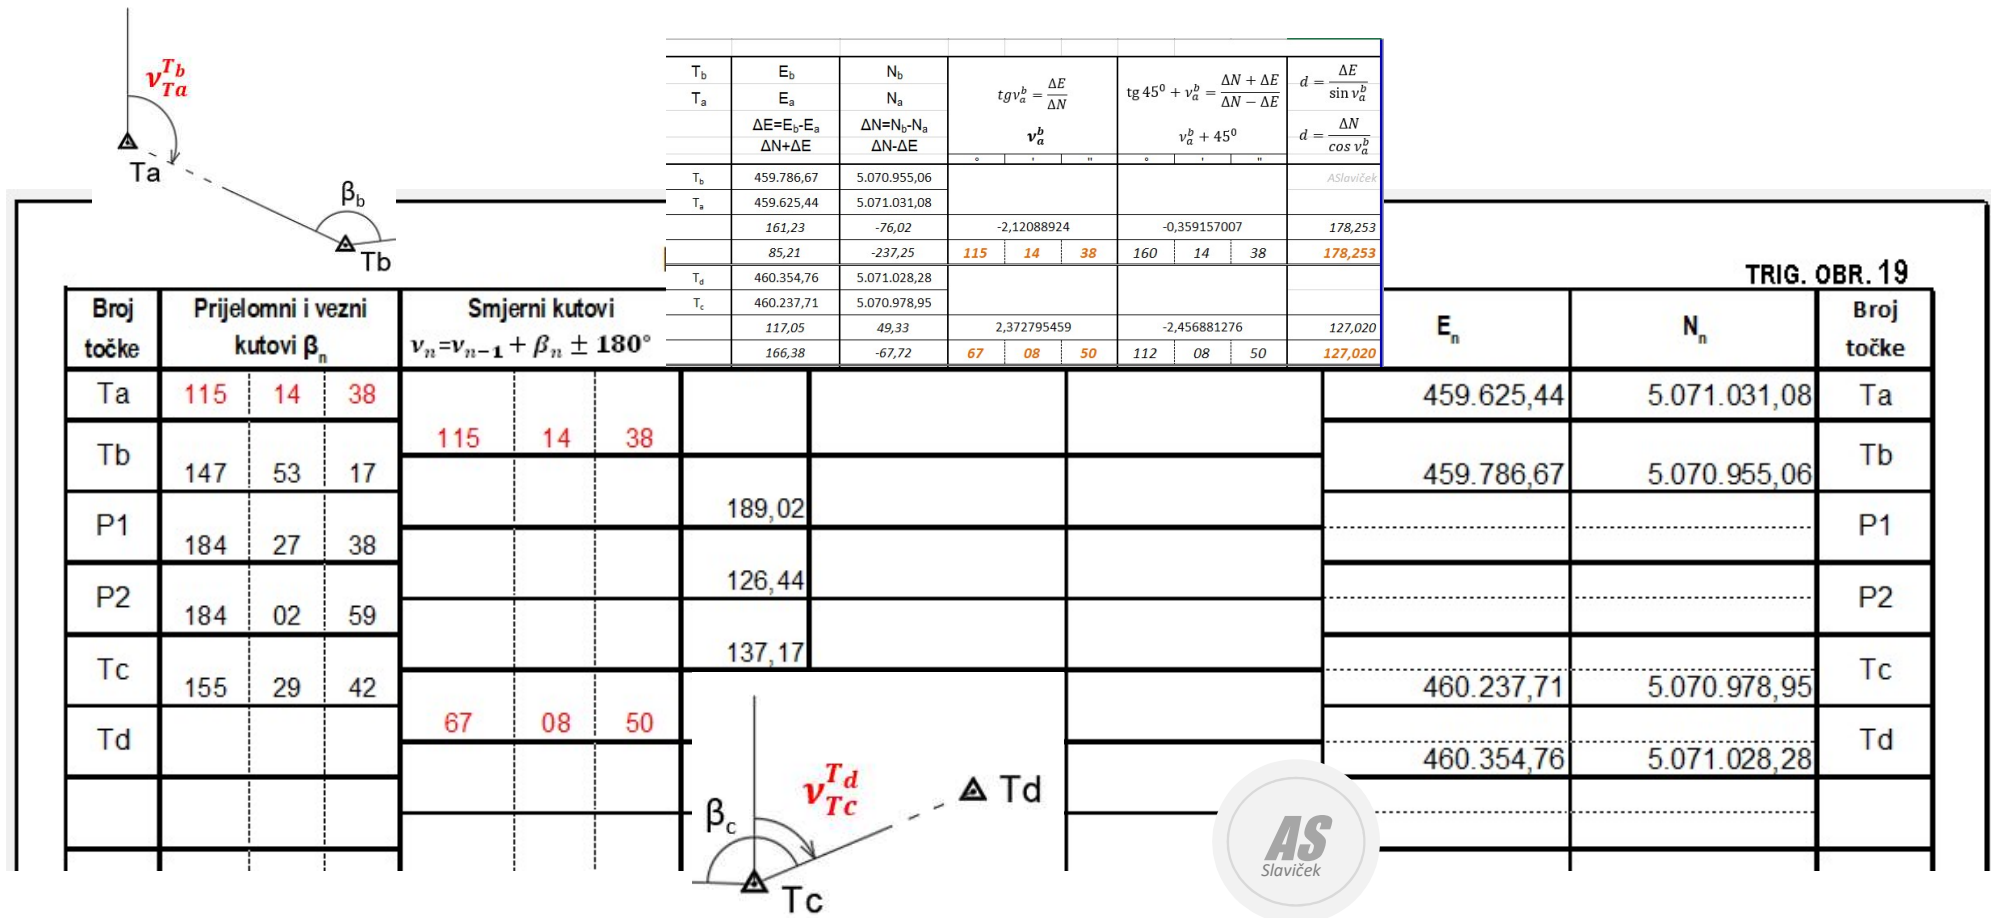 ν_Ta^Tb
Ta
β_b
Tb
T_b E_b N_b tgν_a^b = ΔE/ΔN tg 45⁰ + ν_a^b = (ΔN + ΔE)/(ΔN − ΔE) d = ΔE/sin ν_a^b
T_a E_a N_a
ΔE=E_b-E_a ΔN=N_b-N_a ν_a^b ν_a^b + 45⁰ d = ΔN/cos ν_a^b
ΔN+ΔE ΔN-ΔE
° ' " ° ' "
T_b 459.786,67 5.070.955,06 ASlaviček
T_a 459.625,44 5.071.031,08
161,23 -76,02 -2,12088924 -0,359157007 178,253
85,21 -237,25 115 14 38 160 14 38 178,253
T_d 460.354,76 5.071.028,28
T_c 460.237,71 5.070.978,95
117,05 49,33 2,372795459 -2,456881276 127,020
166,38 -67,72 67 08 50 112 08 50 127,020
TRIG. OBR. 19
Broj točke Prijelomni i vezni kutovi β_n Smjerni kutovi ν_n=ν_n−1 + β_n ± 180° E_n N_n Broj točke
Ta 115 14 38 459.625,44 5.071.031,08 Ta
115 14 38
Tb 147 53 17 459.786,67 5.070.955,06 Tb
189,02
P1 184 27 38 P1
126,44
P2 184 02 59 P2
137,17
Tc 155 29 42 460.237,71 5.070.978,95 Tc
67 08 50
Td 460.354,76 5.071.028,28 Td
ν_Tc^Td
Td
β_c
Tc
AS
Slaviček